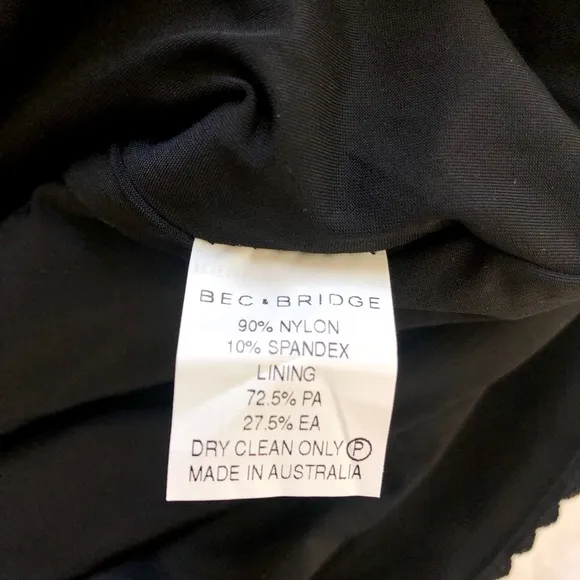 BEC & BRIDGE
90% NYLON
10% SPANDEX
LINING
72.5% PA
27.5% EA
DRY CLEAN ONLY Ⓟ
MADE IN AUSTRALIA